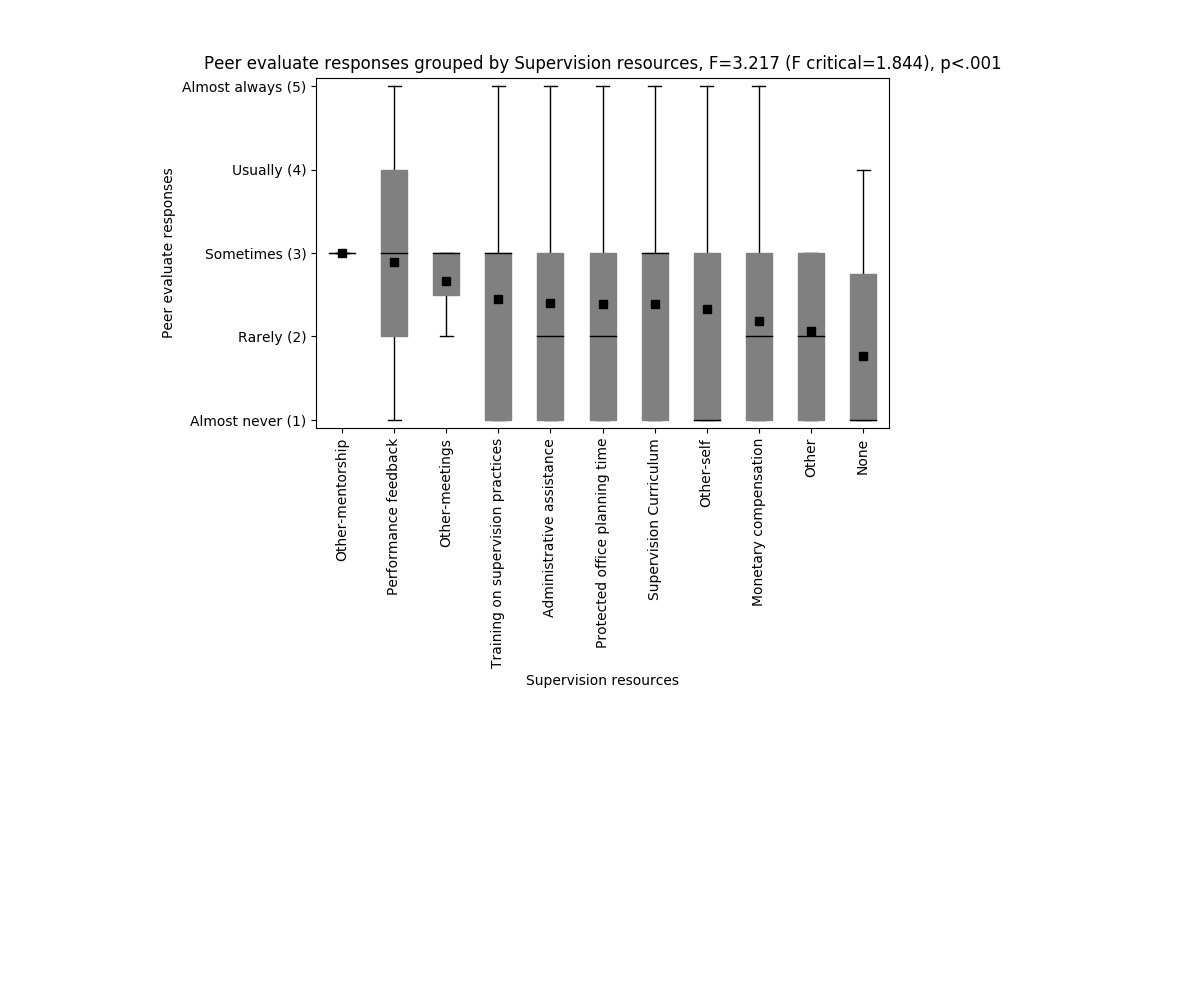 Peer evaluate responses grouped by Supervision resources, F=3.217 (F critical=1.844), p<.001
Peer evaluate responses
Almost always (5)
Usually (4)
Sometimes (3)
Rarely (2)
Almost never (1)
Other-mentorship
Performance feedback
Other-meetings
Training on supervision practices
Administrative assistance
Protected office planning time
Supervision Curriculum
Other-self
Monetary compensation
Other
None
Supervision resources